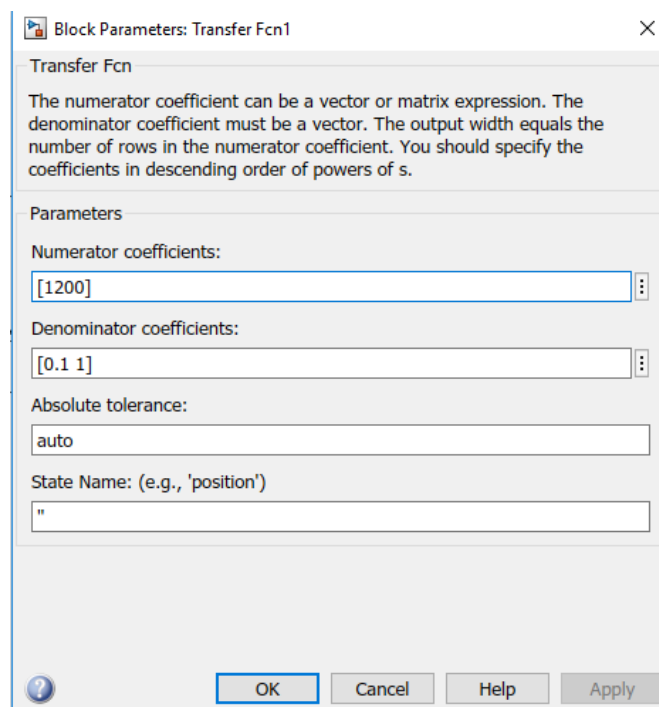 Block Parameters: Transfer Fcn1
Transfer Fcn
The numerator coefficient can be a vector or matrix expression. The
denominator coefficient must be a vector. The output width equals the
number of rows in the numerator coefficient. You should specify the
coefficients in descending order of powers of s.
Parameters
Numerator coefficients:
[1200]
Denominator coefficients:
[0.1 1]
Absolute tolerance:
auto
State Name: (e.g., 'position')
''
OK Cancel Help Apply